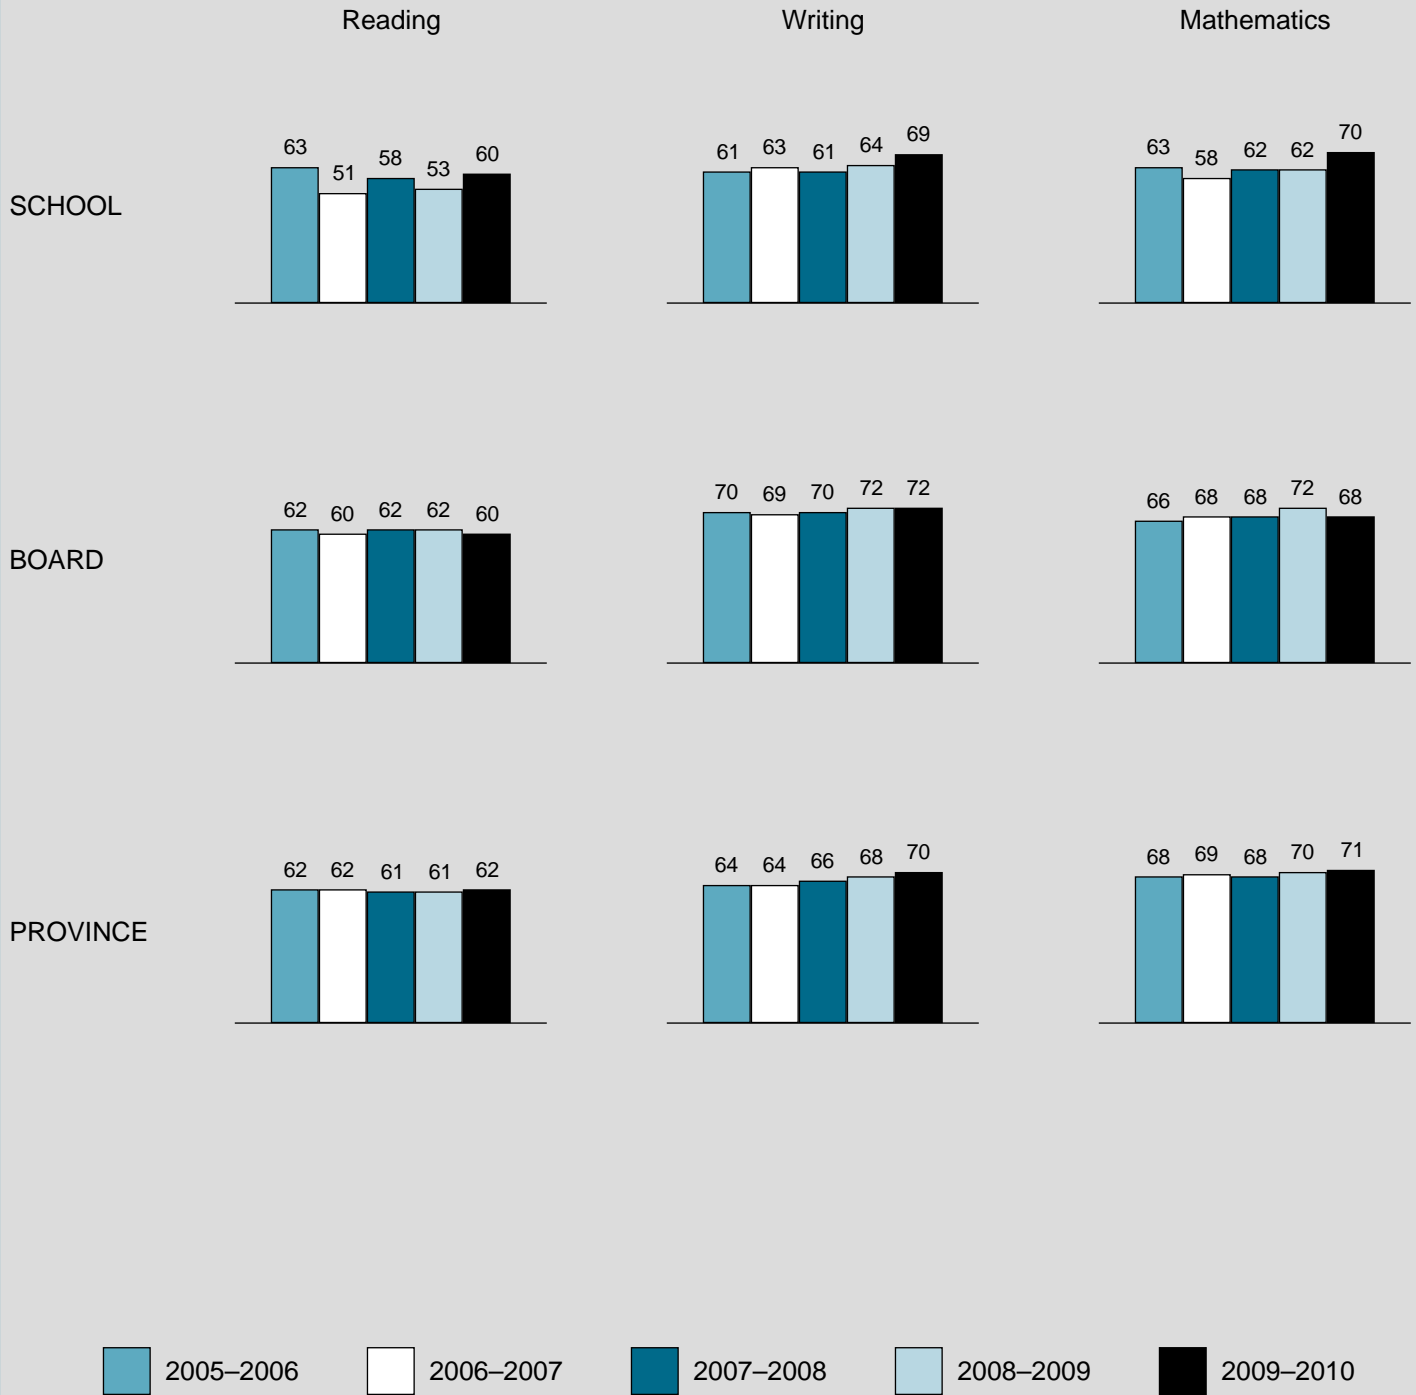 Reading Writing Mathematics
63 51 58 53 60 61 63 61 64 69 63 58 62 62 70
SCHOOL
62 60 62 62 60 70 69 70 72 72 66 68 68 72 68
BOARD
62 62 61 61 62 64 64 66 68 70 68 69 68 70 71
PROVINCE
2005–2006 2006–2007 2007–2008 2008–2009 2009–2010